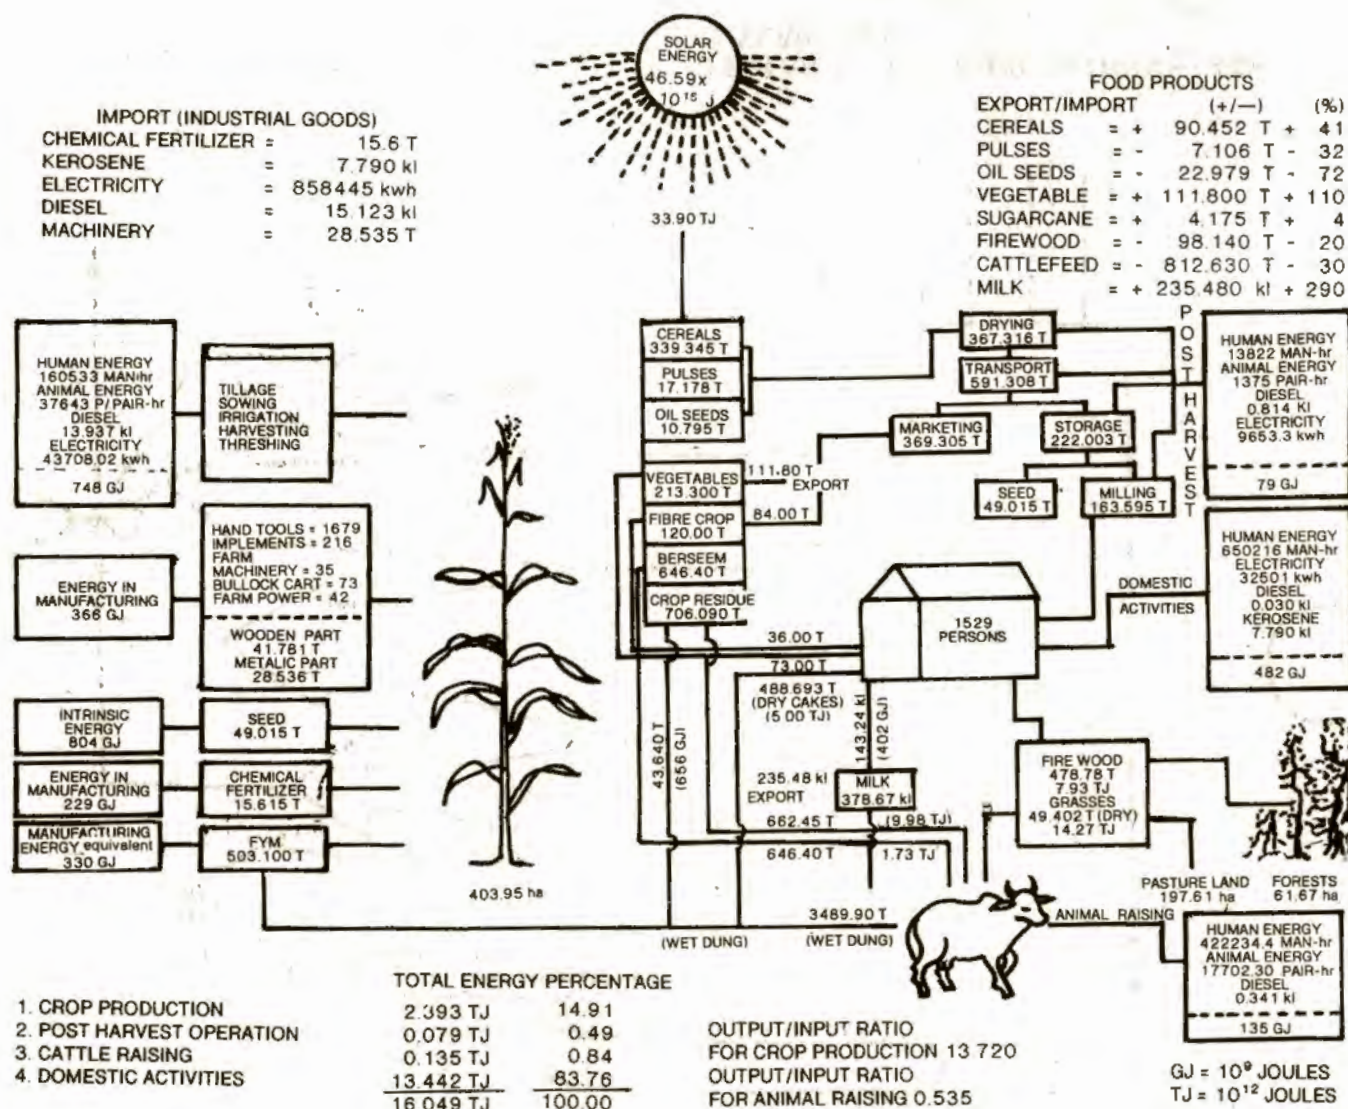 SOLAR
ENERGY
46.59x
10¹⁵ J
33.90 TJ
IMPORT (INDUSTRIAL GOODS)
CHEMICAL FERTILIZER = 15.6 T
KEROSENE = 7.790 kl
ELECTRICITY = 858445 kwh
DIESEL = 15.123 kl
MACHINERY = 28.535 T
FOOD PRODUCTS
EXPORT/IMPORT (+/—) (%)
CEREALS = + 90.452 T + 41
PULSES = - 7.106 T - 32
OIL SEEDS = - 22.979 T - 72
VEGETABLE = + 111.800 T + 110
SUGARCANE = + 4.175 T + 4
FIREWOOD = - 98.140 T - 20
CATTLEFEED = - 812.630 T - 30
MILK = + 235.480 kl + 290
HUMAN ENERGY
160533 MAN-hr
ANIMAL ENERGY
37643 P/PAIR-hr
DIESEL
13.937 kl
ELECTRICITY
43708.02 kwh
748 GJ
TILLAGE
SOWING
IRRIGATION
HARVESTING
THRESHING
ENERGY IN
MANUFACTURING
366 GJ
HAND TOOLS = 1679
IMPLEMENTS = 216
FARM
MACHINERY = 35
BULLOCK CART = 73
FARM POWER = 42
WOODEN PART
41.781 T
METALIC PART
28.536 T
INTRINSIC
ENERGY
804 GJ
SEED
49.015 T
ENERGY IN
MANUFACTURING
229 GJ
CHEMICAL
FERTILIZER
15.615 T
MANUFACTURING
ENERGY equivalent
330 GJ
FYM
503.100 T
403.95 ha
CEREALS
339.345 T
PULSES
17.178 T
OIL SEEDS
10.795 T
VEGETABLES
213.300 T
FIBRE CROP
120.00 T
BERSEEM
646.40 T
CROP RESIDUE
706.090 T
111.80 T
EXPORT
84.00 T
DRYING
367.316 T
TRANSPORT
591.308 T
MARKETING
369.305 T
STORAGE
222.003 T
SEED
49.015 T
MILLING
163.595 T
POST HARVEST
HUMAN ENERGY
13822 MAN-hr
ANIMAL ENERGY
1375 PAIR-hr
DIESEL
0.814 Kl
ELECTRICITY
9653.3 kwh
79 GJ
1529
PERSONS
DOMESTIC
ACTIVITIES
HUMAN ENERGY
650216 MAN-hr
ELECTRICITY
32501 kwh
DIESEL
0.030 kl
KEROSENE
7.790 kl
482 GJ
36.00 T
73.00 T
488.693 T
(DRY CAKES)
(5.00 TJ)
43.640 T
(656 GJ)
143.24 kl
(402 GJ)
235.48 kl
EXPORT
MILK
378.67 kl
662.45 T (9.98 TJ)
646.40 T 1.73 TJ
FIRE WOOD
478.78 T
7.93 TJ
GRASSES
49.402 T (DRY)
14.27 TJ
PASTURE LAND
197.61 ha
FORESTS
61.67 ha
3489.90 T
(WET DUNG) (WET DUNG)
ANIMAL RAISING
HUMAN ENERGY
422234.4 MAN-hr
ANIMAL ENERGY
17702.30 PAIR-hr
DIESEL
0.341 kl
135 GJ
TOTAL ENERGY PERCENTAGE
1. CROP PRODUCTION 2.393 TJ 14.91
2. POST HARVEST OPERATION 0.079 TJ 0.49
3. CATTLE RAISING 0.135 TJ 0.84
4. DOMESTIC ACTIVITIES 13.442 TJ 83.76
16.049 TJ 100.00
OUTPUT/INPUT RATIO
FOR CROP PRODUCTION 13.720
OUTPUT/INPUT RATIO
FOR ANIMAL RAISING 0.535
GJ = 10⁹ JOULES
TJ = 10¹² JOULES